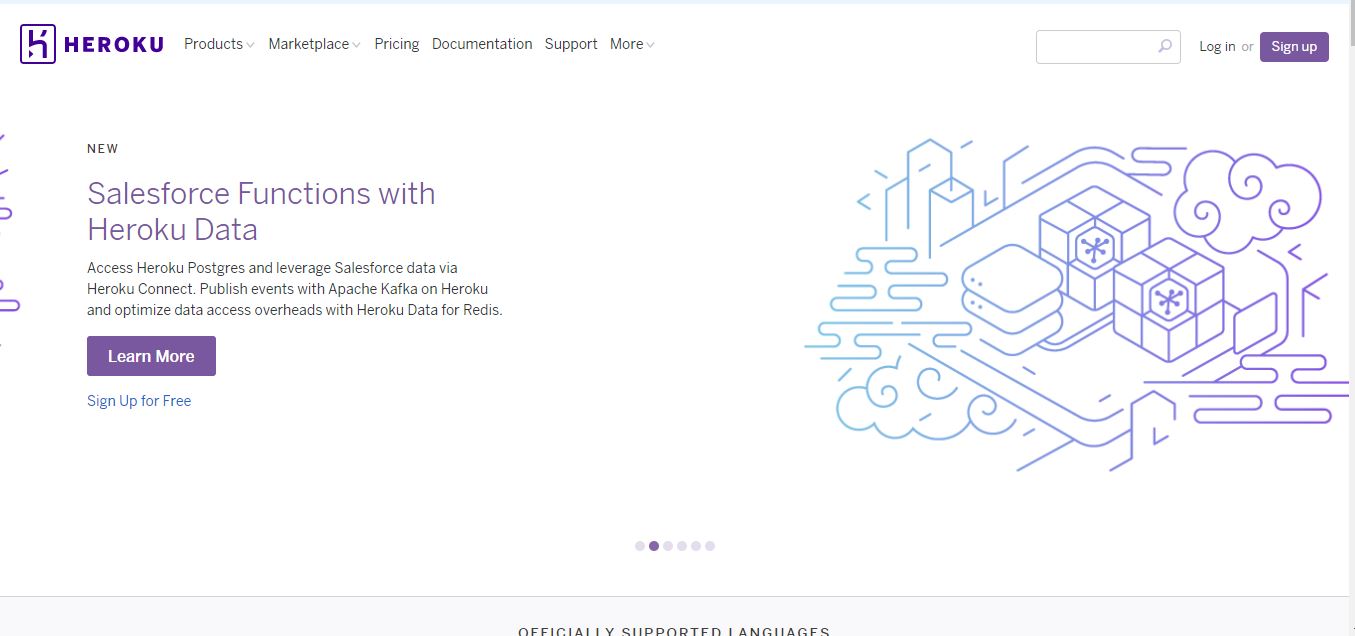 HEROKU Products Marketplace Pricing Documentation Support More Log in or Sign up
NEW
Salesforce Functions with
Heroku Data
Access Heroku Postgres and leverage Salesforce data via
Heroku Connect. Publish events with Apache Kafka on Heroku
and optimize data access overheads with Heroku Data for Redis.
Learn More
Sign Up for Free
OFFICIALLY SUPPORTED LANGUAGES